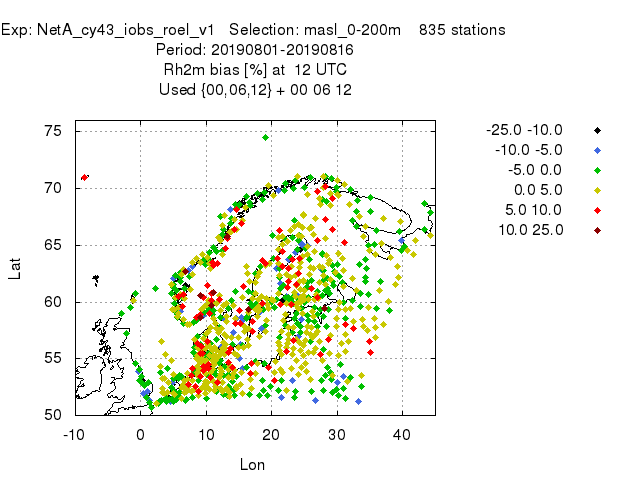 Exp: NetA_cy43_iobs_roel_v1   Selection: masl_0-200m    835 stations
Period: 20190801-20190816
Rh2m bias [%] at  12 UTC
Used {00,06,12} + 00 06 12
-25.0 -10.0
-10.0 -5.0
-5.0 0.0
0.0 5.0
5.0 10.0
10.0 25.0
75
70
65
60
55
50
Lat
-10 0 10 20 30 40
Lon